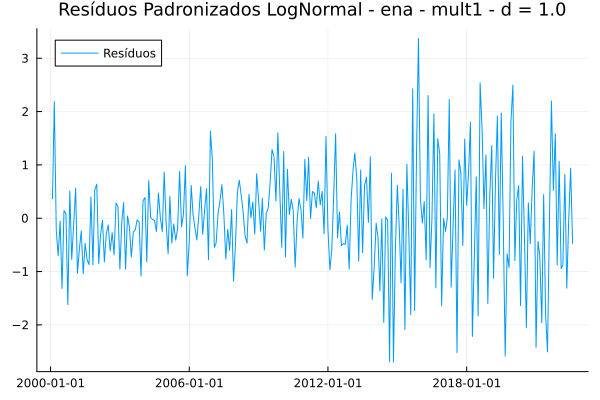 Resíduos Padronizados LogNormal - ena - mult1 - d = 1.0
Resíduos
3
2
1
0
−1
−2
2000-01-01 2006-01-01 2012-01-01 2018-01-01